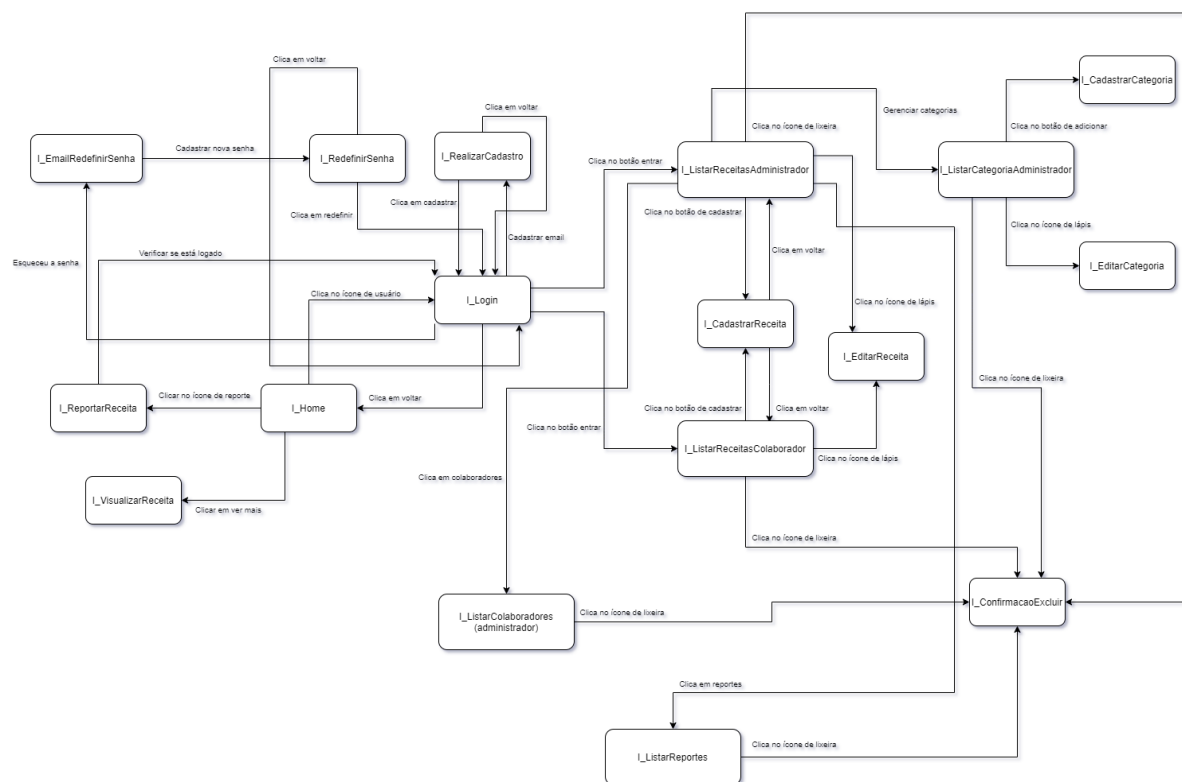 Clica em voltar
I_CadastrarCategoria
Clica em voltar
Gerenciar categorias
Clica no ícone de lixeira
Clica no botão de adicionar
I_EmailRedefinirSenha
Cadastrar nova senha
I_RedefinirSenha
I_RealizarCadastro
Clica no botão entrar
I_ListarReceitasAdministrador
I_ListarCategoriaAdministrador
Clica em cadastrar
Clica no botão de cadastrar
Clica em redefinir
Clica no ícone de lápis
Cadastrar email
Clica em voltar
Verificar se está logado
Esqueceu a senha
I_EditarCategoria
Clica no ícone de usuário
I_Login
Clica no ícone de lápis
I_CadastrarReceita
I_EditarReceita
Clica no ícone de lixeira
I_ReportarReceita
Clicar no ícone de reporte
I_Home
Clica em voltar
Clica no botão de cadastrar
Clica em voltar
Clica no botão entrar
I_ListarReceitasColaborador
Clica no ícone de lápis
Clica em colaboradores
I_VisualizarReceita
Clicar em ver mais
Clica no ícone de lixeira
I_ConfirmacaoExcluir
I_ListarColaboradores
(administrador)
Clica no ícone de lixeira
Clica em reportes
I_ListarReportes
Clica no ícone de lixeira